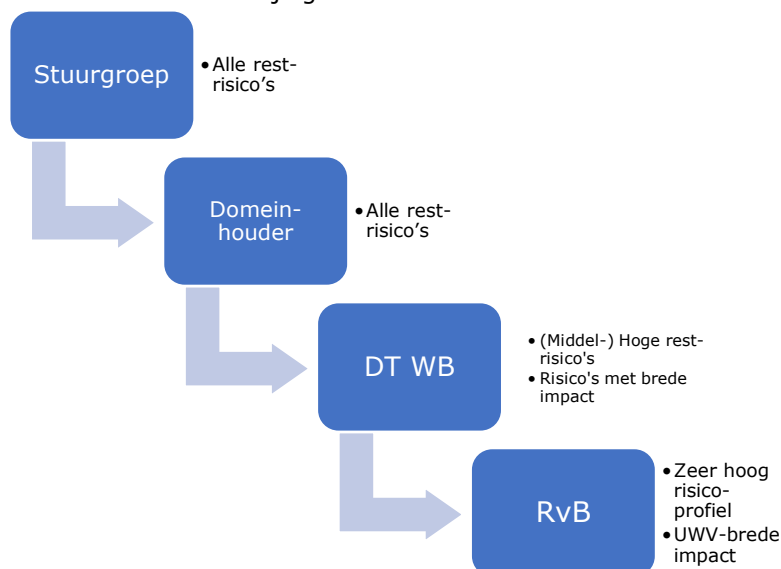 Stuurgroep
• Alle rest-
risico's
Domein-
houder
• Alle rest-
risico's
DT WB
• (Middel-) Hoge rest-
risico's
• Risico's met brede
impact
RvB
• Zeer hoog
risico-
profiel
• UWV-brede
impact